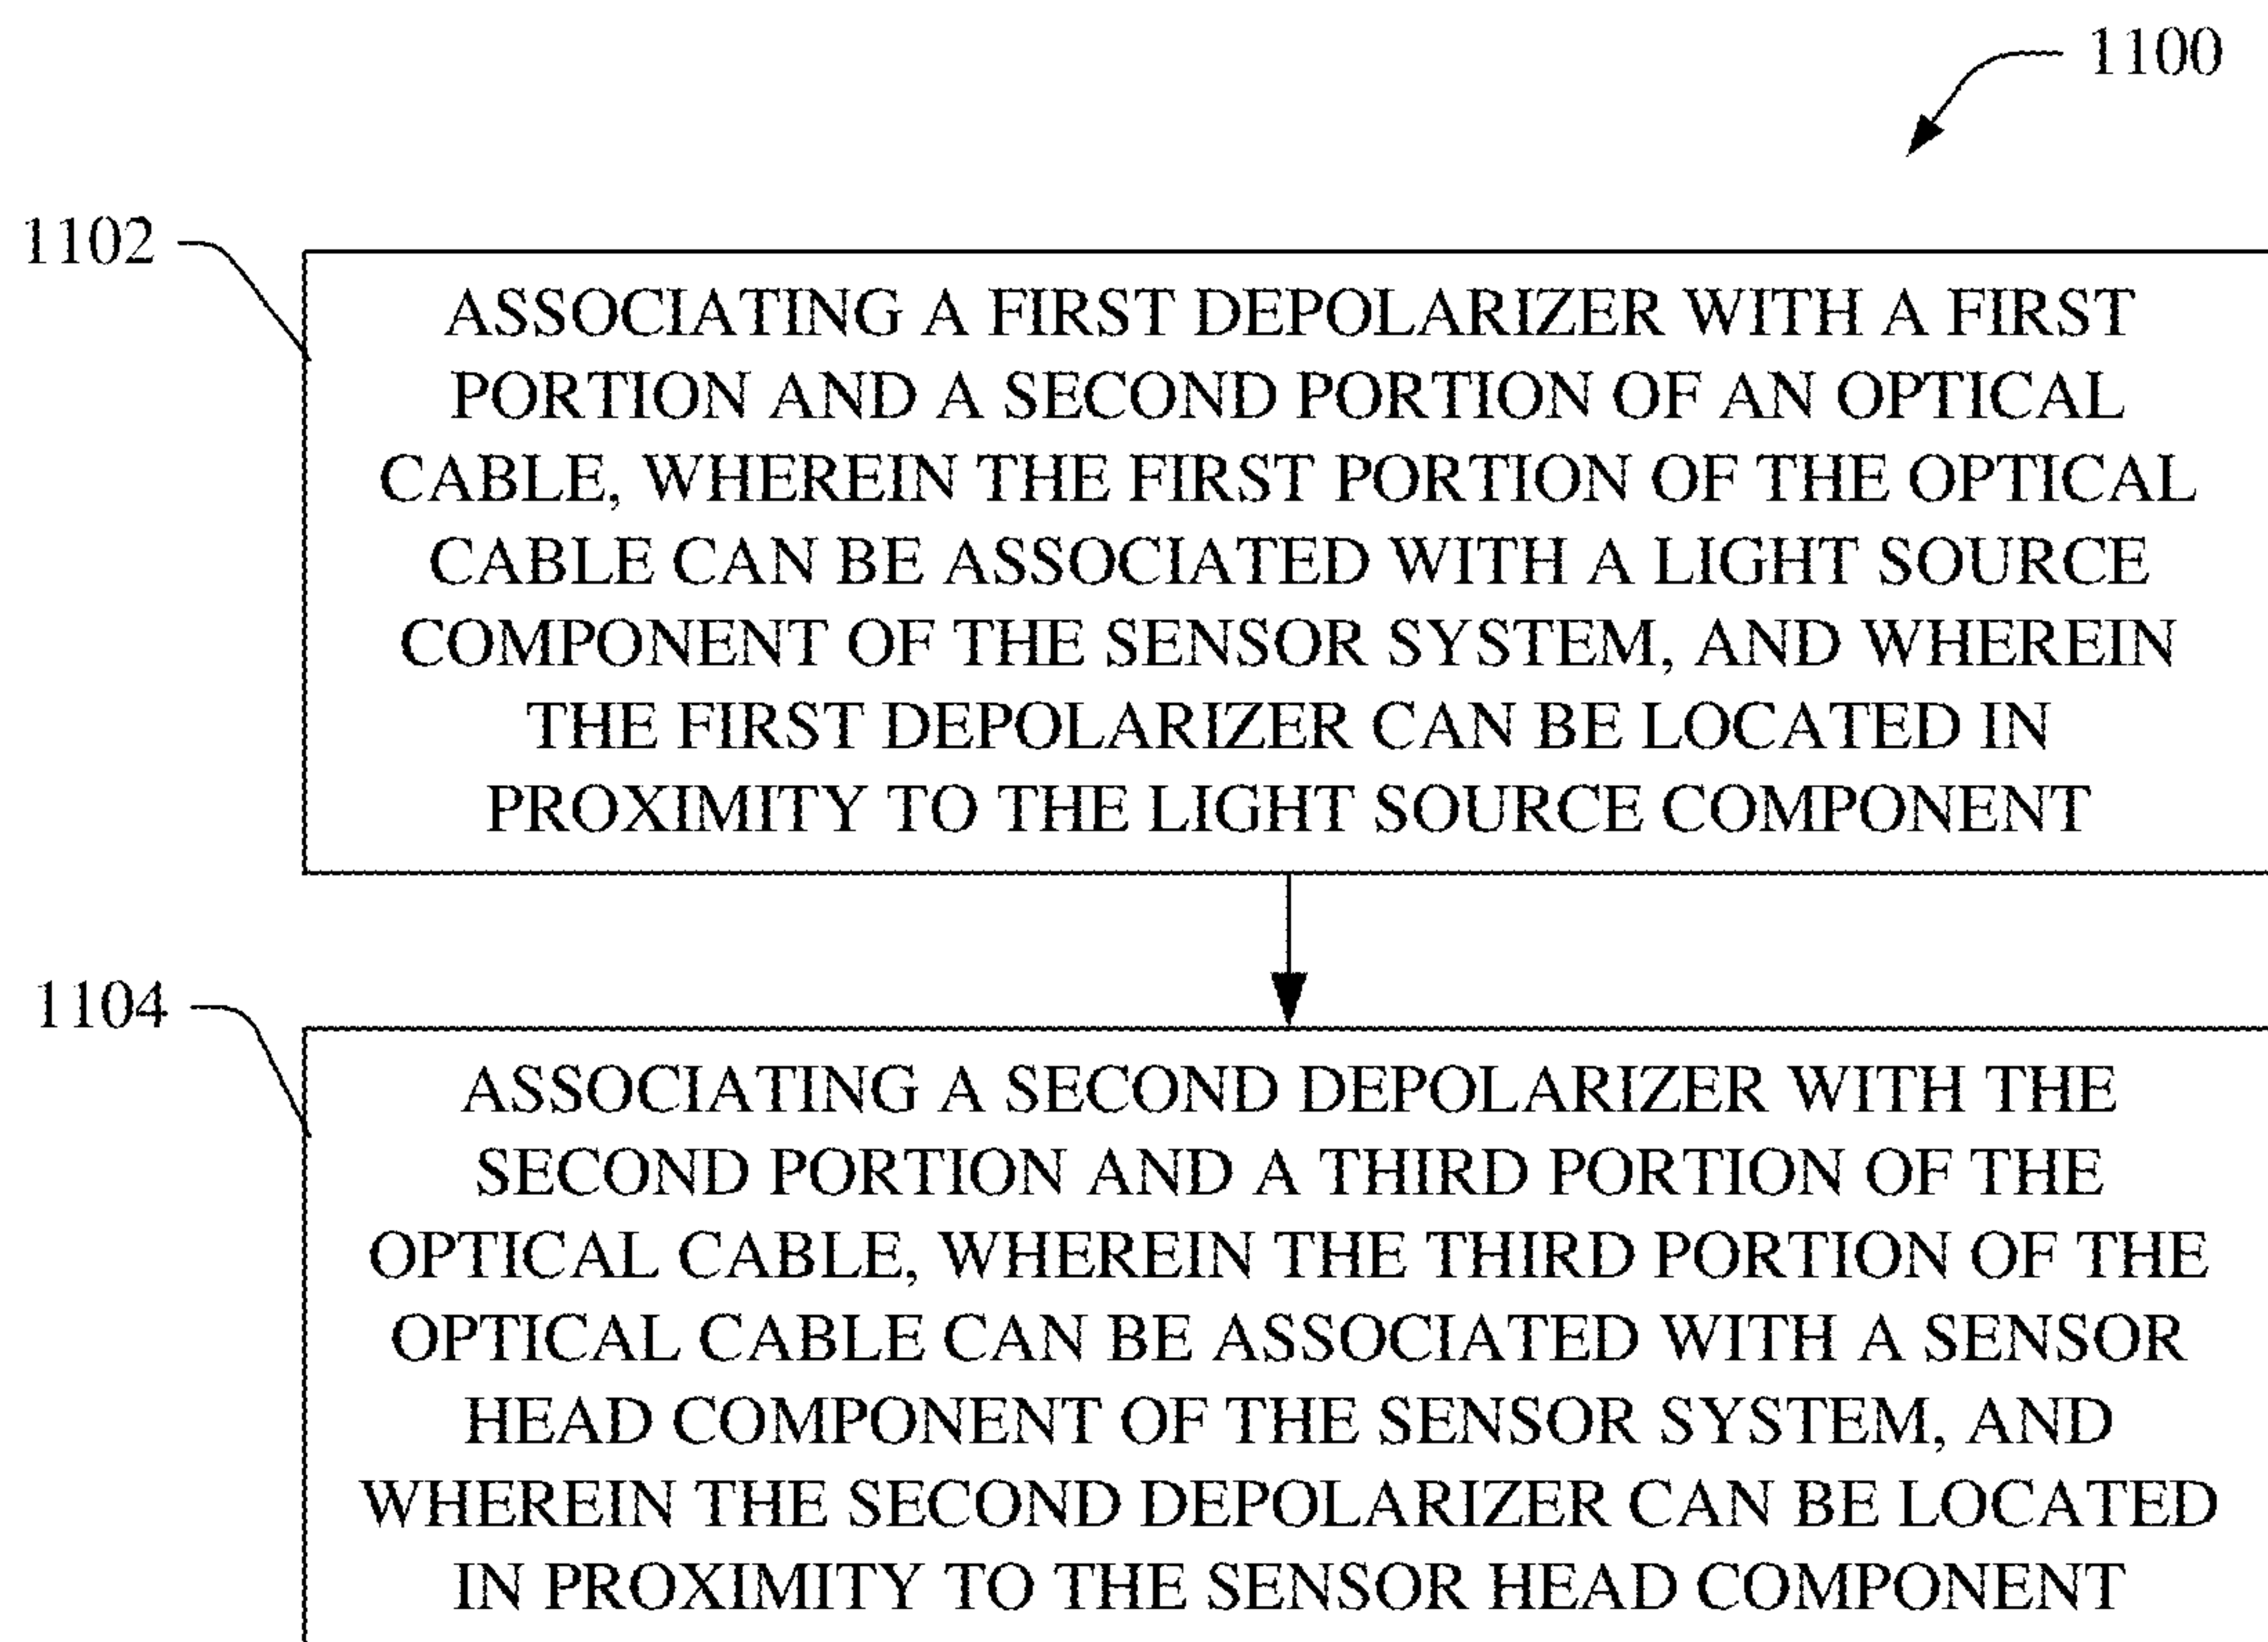 1100
1102
ASSOCIATING A FIRST DEPOLARIZER WITH A FIRST
PORTION AND A SECOND PORTION OF AN OPTICAL
CABLE, WHEREIN THE FIRST PORTION OF THE OPTICAL
CABLE CAN BE ASSOCIATED WITH A LIGHT SOURCE
COMPONENT OF THE SENSOR SYSTEM, AND WHEREIN
THE FIRST DEPOLARIZER CAN BE LOCATED IN
PROXIMITY TO THE LIGHT SOURCE COMPONENT
1104
ASSOCIATING A SECOND DEPOLARIZER WITH THE
SECOND PORTION AND A THIRD PORTION OF THE
OPTICAL CABLE, WHEREIN THE THIRD PORTION OF THE
OPTICAL CABLE CAN BE ASSOCIATED WITH A SENSOR
HEAD COMPONENT OF THE SENSOR SYSTEM, AND
WHEREIN THE SECOND DEPOLARIZER CAN BE LOCATED
IN PROXIMITY TO THE SENSOR HEAD COMPONENT